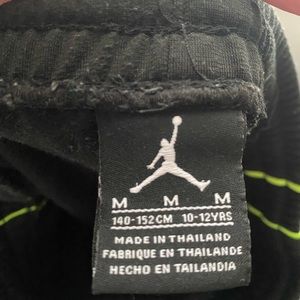 M M M
140-152CM 10-12YRS
MADE IN THAILAND
FABRIQUE EN THAILANDE
HECHO EN TAILANDIA